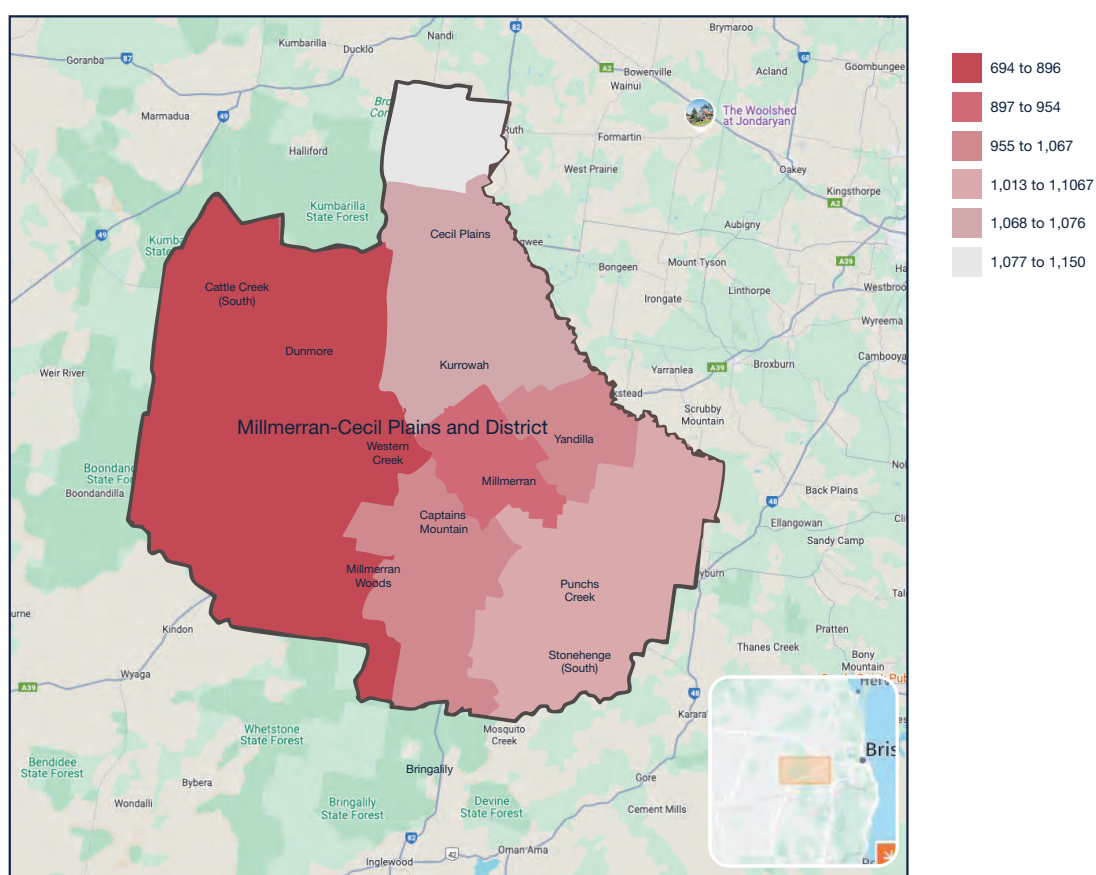 Nandi
82
Brymaroo
Kumbarilla
Ducklo
Goranba
87
A2
Bowenville
68
Acland
Goombungee
Wainui
Marmadua
49
The Woolshed
at Jondaryan
Ruth
Formartin
Halliford
West Prairie
Oakey
Kingsthorpe
A2
Kumbarilla
State Forest
Aubigny
Cecil Plains
49
Mount Tyson
A39
Bongeen
Cattle Creek
(South)
Linthorpe
Westbroo
Irongate
Wyreema
Dunmore
Cambooya
Weir River
Kurrowah
Yarranlea
A39
Broxburn
kstead
Scrubby
Mountain
Millmerran-Cecil Plains and District
Yandilla
Western
Creek
Boondandilla
Millmerran
Back Plains
48
Captains
Mountain
Ellangowan
Sandy Camp
Millmerran
Woods
yburn
Punchs
Creek
Kindon
Pratten
Thanes Creek
Bony
Mountain
Stonehenge
(South)
Wyaga
A39
48
Karara
Whetstone
State Forest
Mosquito
Creek
Bris
Bendidee
State Forest
Bringalily
Gore
Bybera
Wondalli
Bringalily
State Forest
Devine
State Forest
Cement Mills
82
42
Oman Ama
Inglewood
694 to 896
897 to 954
955 to 1,067
1,013 to 1,1067
1,068 to 1,076
1,077 to 1,150